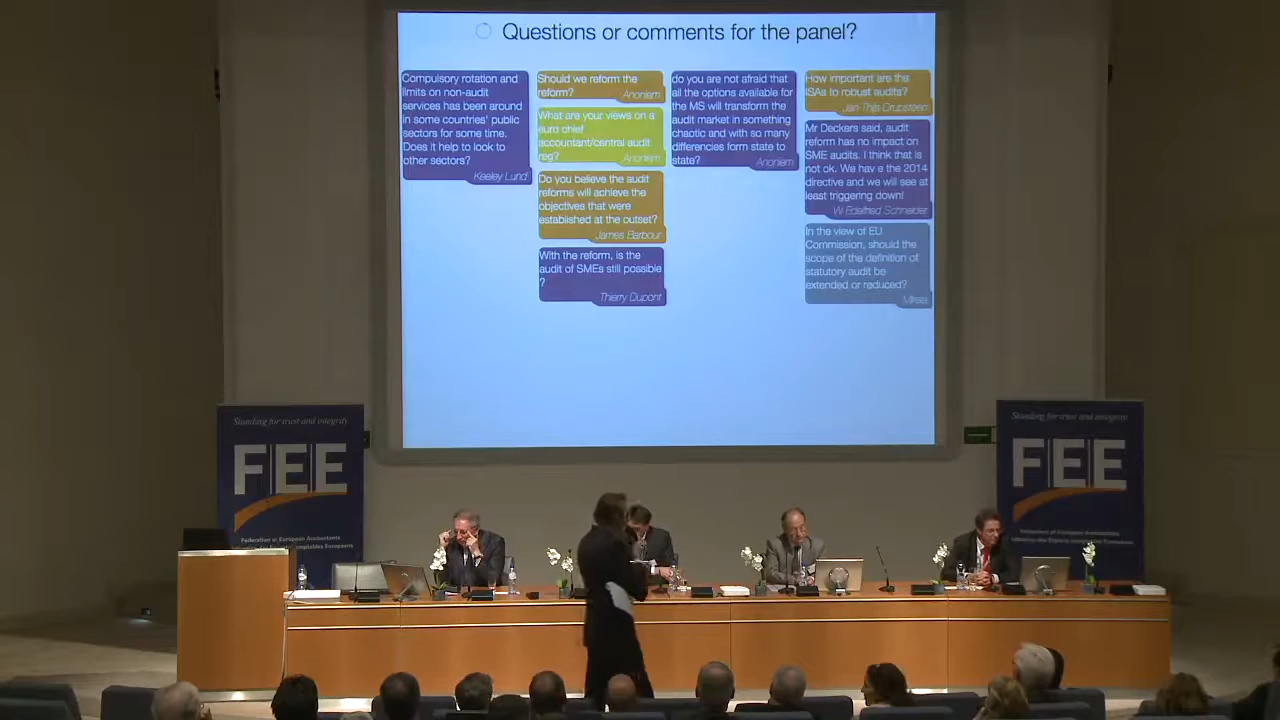 Questions or comments for the panel?
Compulsory rotation and
limits on non-audit
services has been around
in some countries' public
sectors for some time.
Does it help to look to
other sectors?
Keeley Lund
Should we reform the
reform?
Anoniem
What are your views on a
euro chief
accountant/central audit
reg?
Anoniem
Do you believe the audit
reforms will achieve the
objectives that were
established at the outset?
James Barbour
With the reform, is the
audit of SMEs still possible
?
Thierry Dupont
do you are not afraid that
all the options available for
the MS will transform the
audit market in something
chaotic and with so many
differencies form state to
state?
Anoniem
How important are the
ISAs to robust audits?
Jan-Thijs Drupsteen
Mr Deckers said, audit
reform has no impact on
SME audits. I think that is
not ok. We hav e the 2014
directive and we will see at
least triggering down!
W Edelfried Schneider
In the view of EU
Commission, should the
scope of the definition of
statutory audit be
extended or reduced?
Standing for trust and integrity
FEE
Federation of European Accountants
Standing for trust and integrity
FEE
Federation of European Accountants